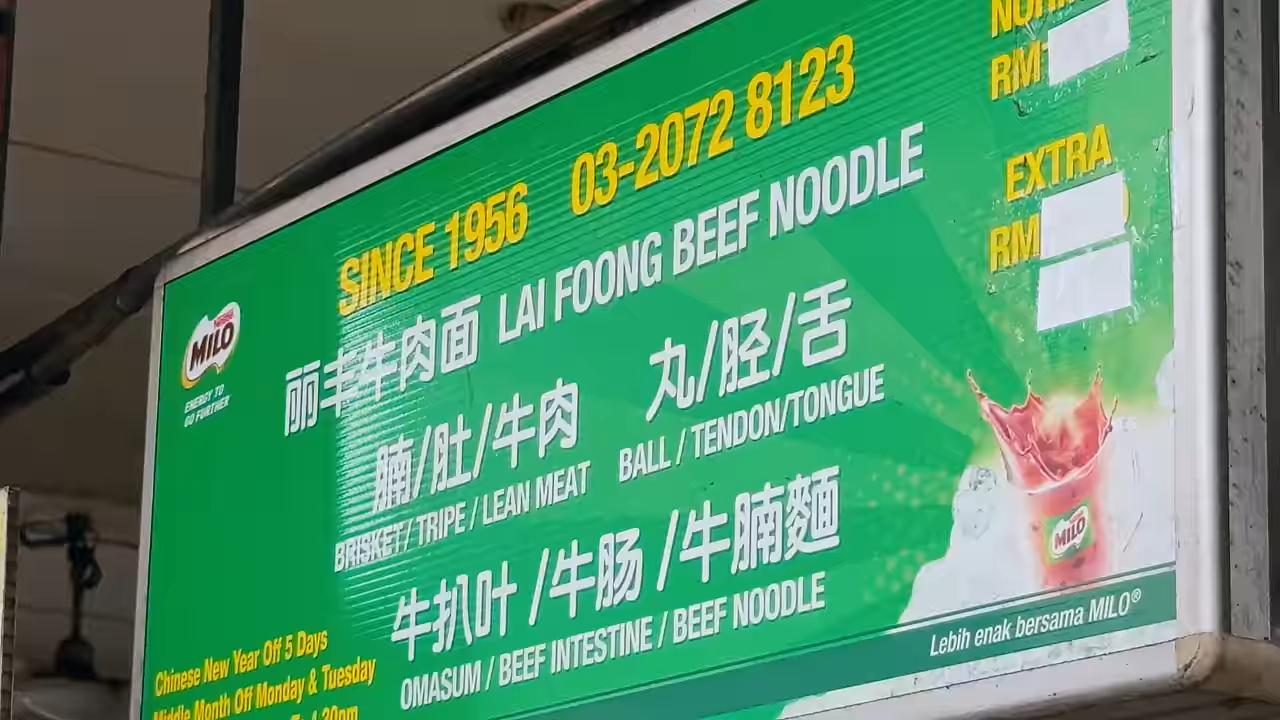 SINCE 1956 03-2072 8123
丽丰牛肉面 LAI FOONG BEEF NOODLE
腩/肚/牛肉 丸/胫/舌
BRISKET / TRIPE / LEAN MEAT BALL / TENDON/TONGUE
牛扒叶 /牛肠 /牛腩麵
OMASUM / BEEF INTESTINE / BEEF NOODLE
RM
EXTRA
RM
Nestlé
MILO
ENERGY TO
GO FURTHER
Chinese New Year Off 5 Days
Middle Month Off Monday & Tuesday
MILO
Lebih enak bersama MILO®